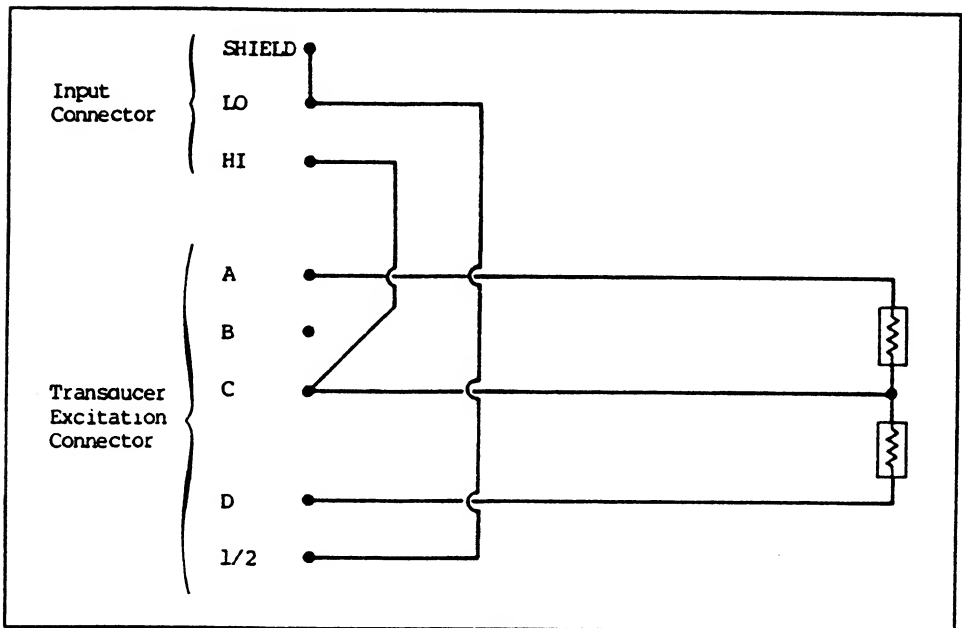 SHIELD
Input
Connector
LO
HI
A
B
C
Transaucer
Excitation
Connector
D
1/2